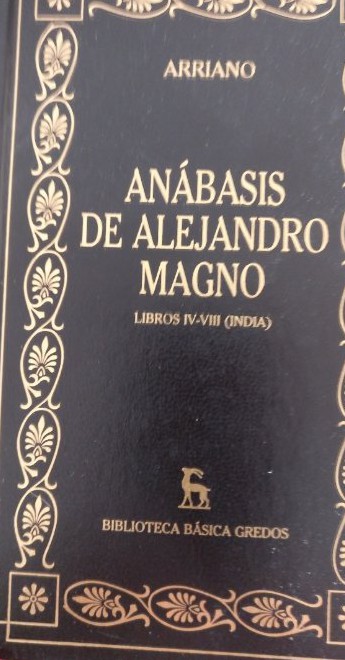 ARRIANO
ANÁBASIS
DE ALEJANDRO
MAGNO
LIBROS IV-VIII (INDIA)
BIBLIOTECA BÁSICA GREDOS